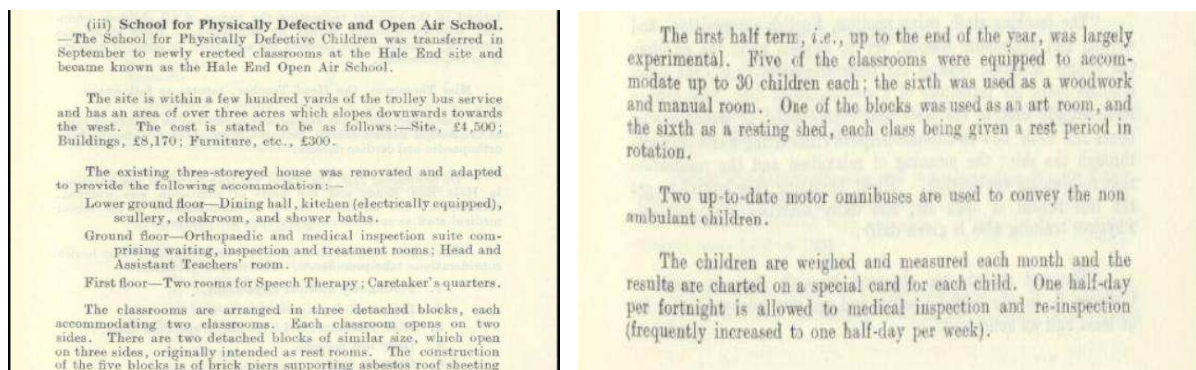 (iii) School for Physically Defective and Open Air School.
—The School for Physically Defective Children was transferred in
September to newly erected classrooms at the Hale End site and
became known as the Hale End Open Air School.
The site is within a few hundred yards of the trolley bus service
and has an area of over three acres which slopes downwards towards
the west. The cost is stated to be as follows:—Site, £4,500;
Buildings, £8,170; Furniture, etc., £300.
The existing three-storeyed house was renovated and adapted
to provide the following accommodation:—
Lower ground floor—Dining hall, kitchen (electrically equipped),
scullery, cloakroom, and shower baths.
Ground floor—Orthopaedic and medical inspection suite com-
prising waiting, inspection and treatment rooms; Head and
Assistant Teachers' room.
First floor—Two rooms for Speech Therapy; Caretaker's quarters.
The classrooms are arranged in three detached blocks, each
accommodating two classrooms. Each classroom opens on two
sides. There are two detached blocks of similar size, which open
on three sides, originally intended as rest rooms. The construction
of the five blocks is of brick piers supporting asbestos roof sheeting
The first half term, i.e., up to the end of the year, was largely
experimental. Five of the classrooms were equipped to accom-
modate up to 30 children each; the sixth was used as a woodwork
and manual room. One of the blocks was used as an art room, and
the sixth as a resting shed, each class being given a rest period in
rotation.
Two up-to-date motor omnibuses are used to convey the non
ambulant children.
The children are weighed and measured each month and the
results are charted on a special card for each child. One half-day
per fortnight is allowed to medical inspection and re-inspection
(frequently increased to one half-day per week).